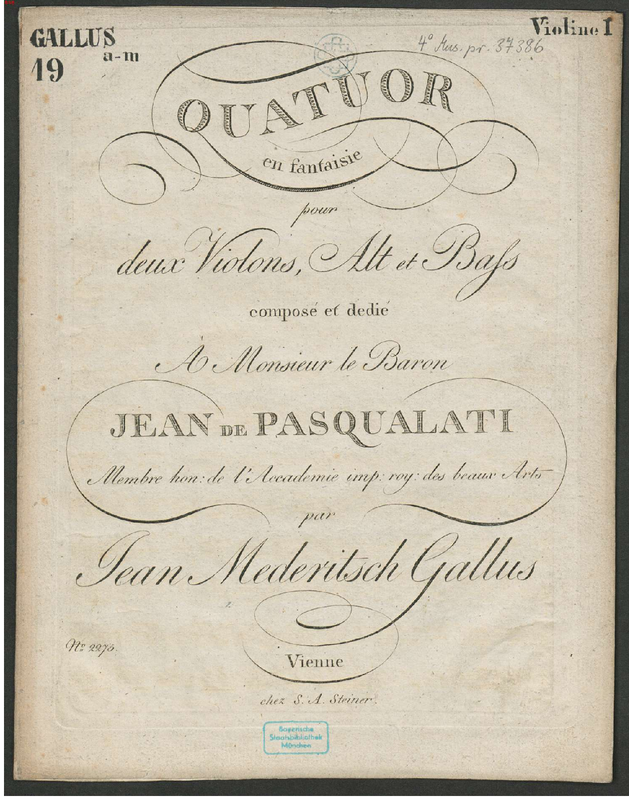 GALLUS
19 a-m
Violine I
4° Mus. pr. 37386
QUATUOR
en fantaisie
pour
deux Violons, Alt et Baſs
composé et dedié
A Monsieur le Baron
JEAN DE PASQUALATI
Membre hon: de l'Accademie imp: roy: des beaux Arts
par
Jean Mederitsch Gallus
No 2273.
Vienne
chez S. A. Steiner.
Bayerische
Staatsbibliothek
München